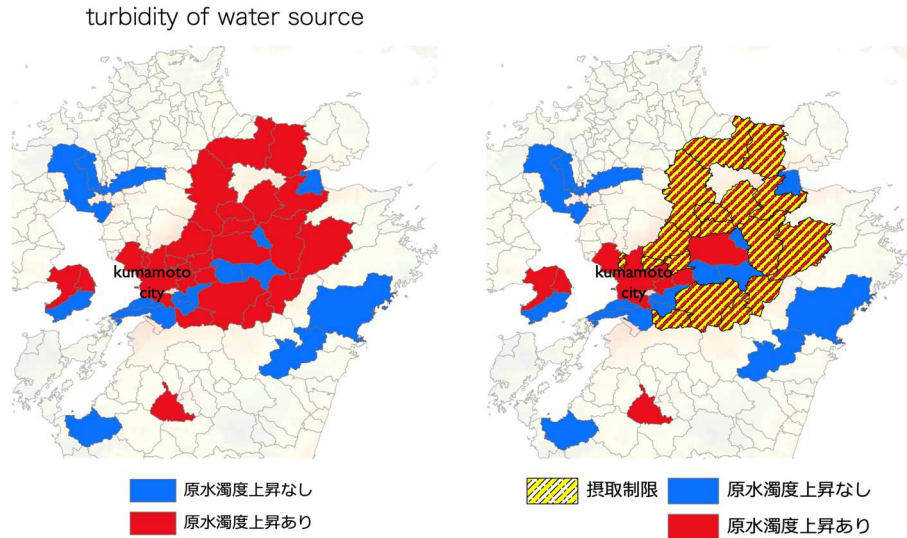 turbidity of water source
kumamoto
city
kumamoto
city
原水濁度上昇なし
原水濁度上昇あり
摂取制限
原水濁度上昇なし
原水濁度上昇あり